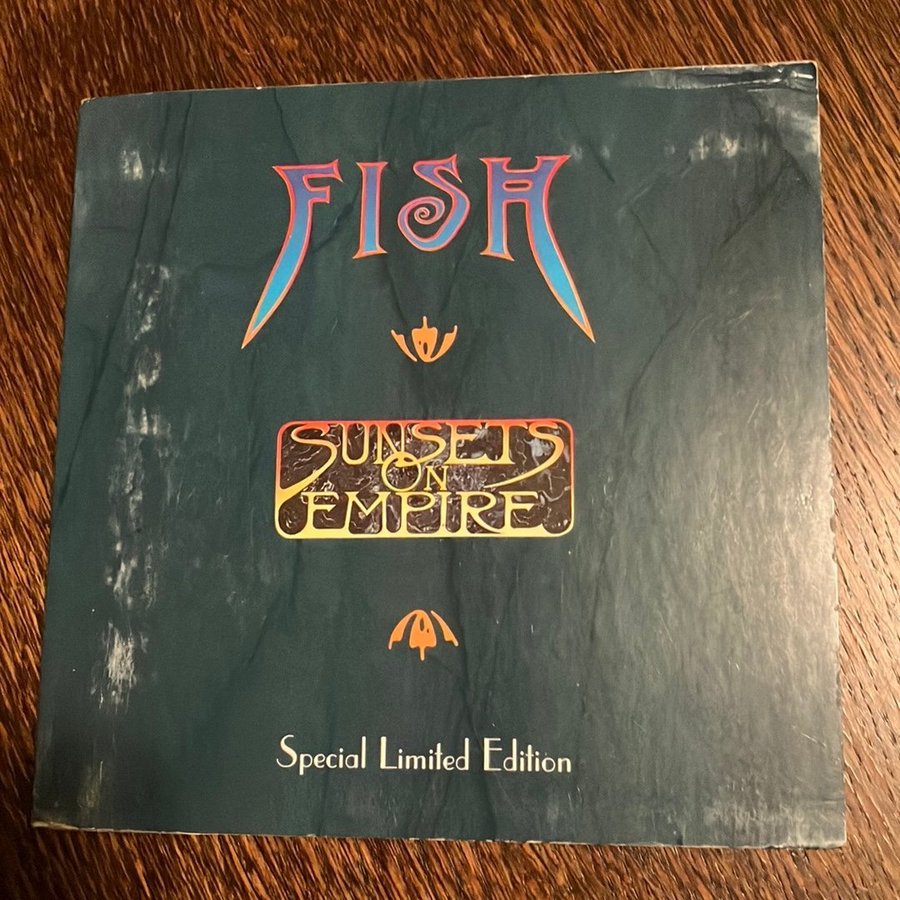 FISH
SUNSETS
ON
EMPIRE
Special Limited Edition